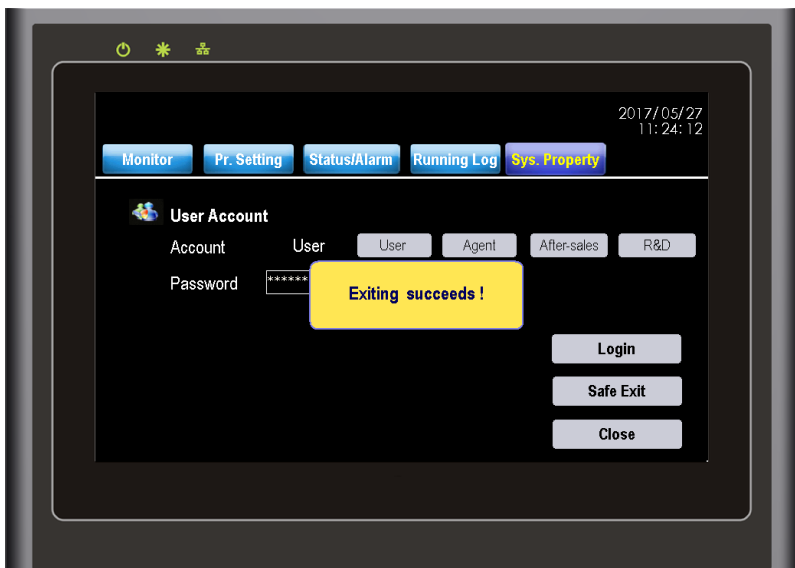 2017/05/27
11:24:12
Monitor Pr. Setting Status/Alarm Running Log Sys. Property
User Account
Account User User Agent After-sales R&D
Password ******
Exiting succeeds !
Login
Safe Exit
Close